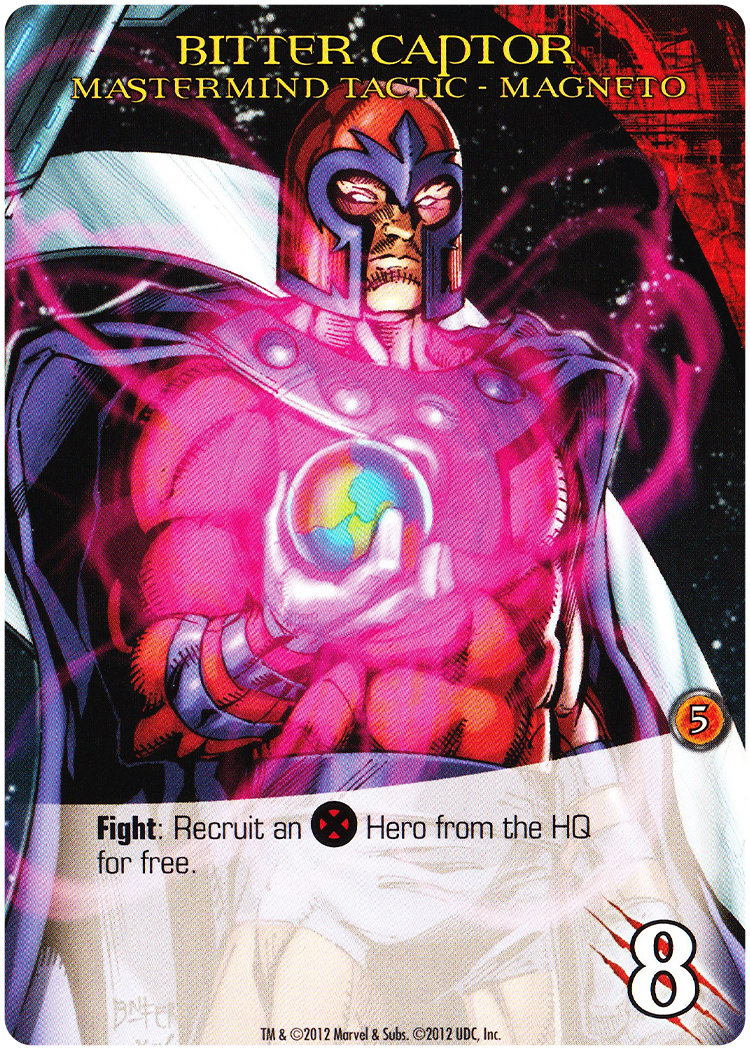 BITTER CAPTOR
MASTERMIND TACTIC - MAGNETO
5
Fight: Recruit an Hero from the HQ
for free.
8
TM & ©2012 Marvel & Subs. ©2012 UDC, Inc.